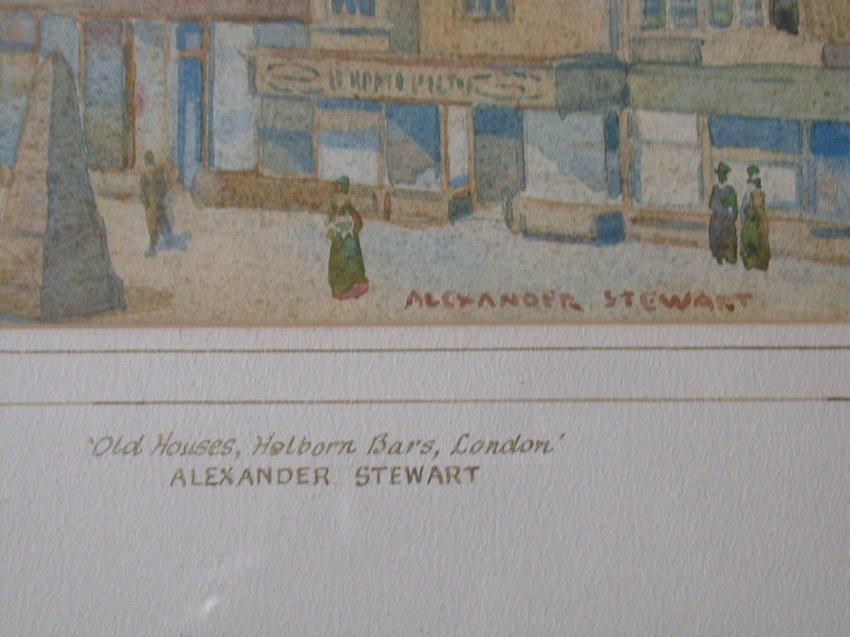 ALEXANDER STEWART
'Old Houses, Holborn Bars, London'
ALEXANDER STEWART